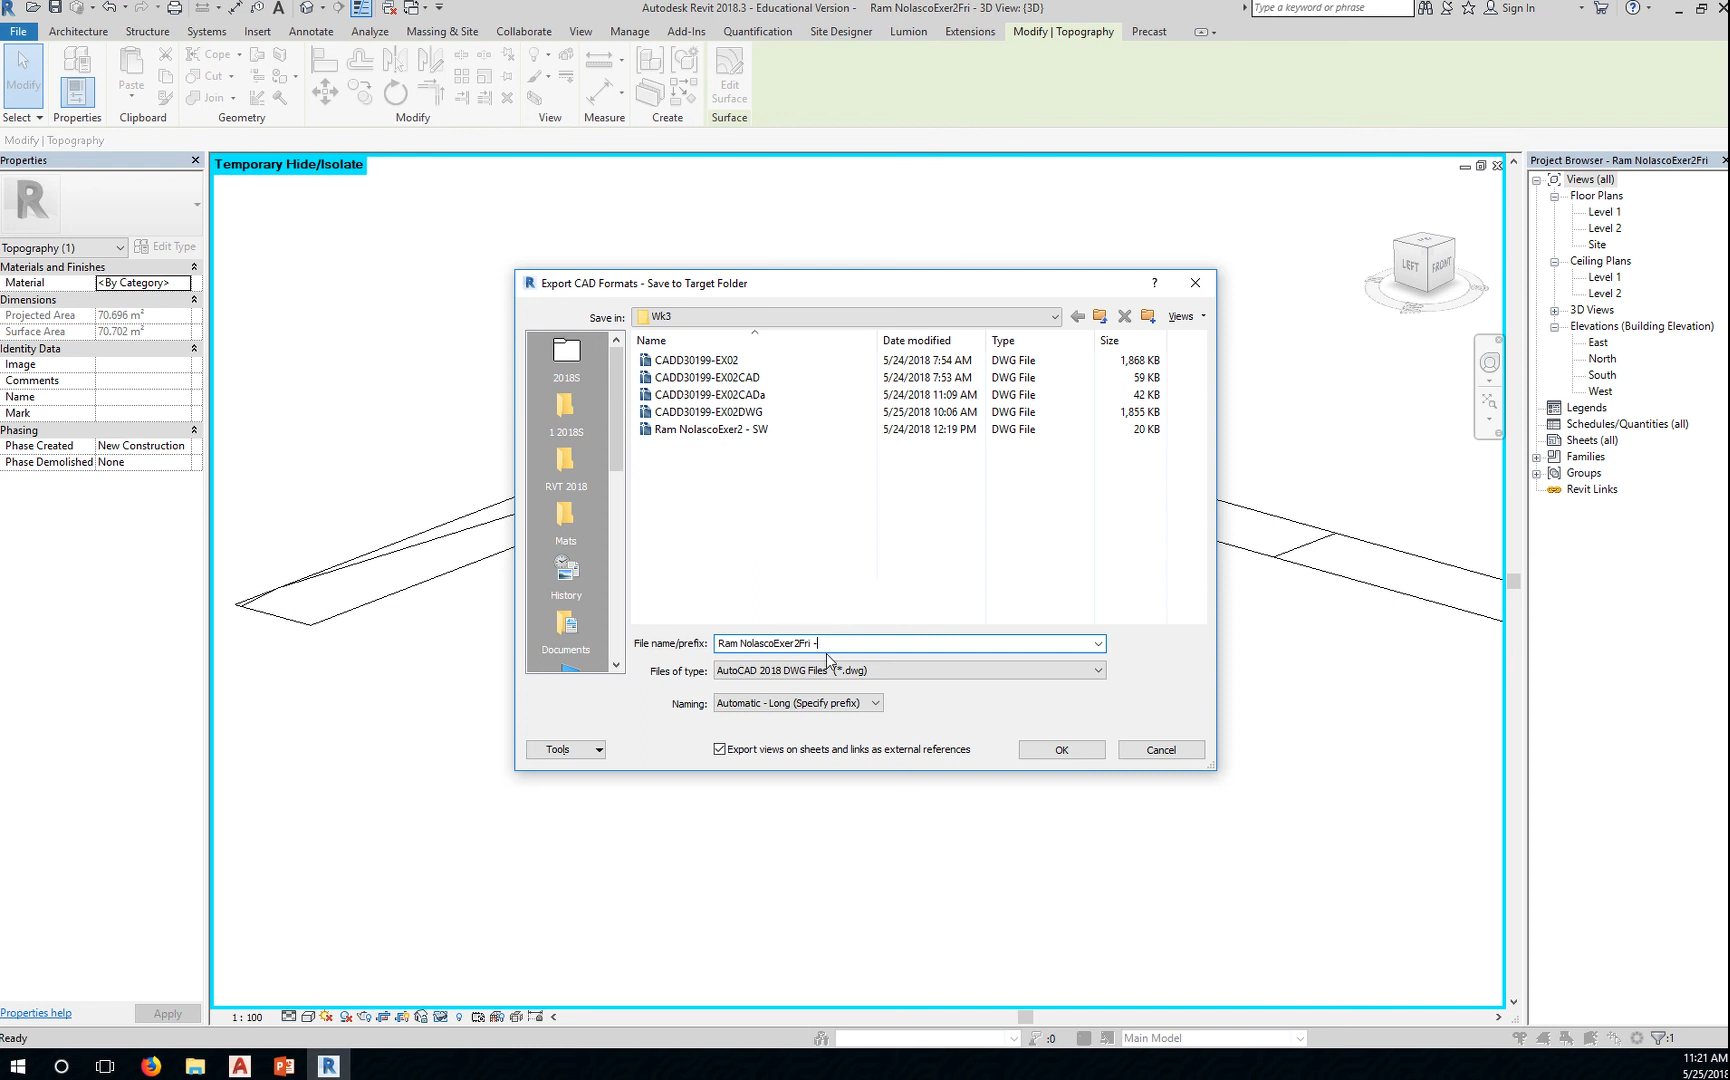 Autodesk Revit 2018.3 - Educational Version - Ram NolascoExer2Fri - 3D View: {3D}
Type a keyword or phrase
Sign In
File Architecture Structure Systems Insert Annotate Analyze Massing & Site Collaborate View Manage Add-Ins Quantification Site Designer Lumion Extensions Modify | Topography Precast
Modify
Paste
Cope
Cut
Join
Edit
Surface
Select Properties Clipboard Geometry Modify View Measure Create Surface
Modify | Topography
Properties
Topography (1)
Edit Type
Materials and Finishes
Material <By Category>
Dimensions
Projected Area 70.696 m²
Surface Area 70.702 m²
Identity Data
Image
Comments
Name
Mark
Phasing
Phase Created New Construction
Phase Demolished None
Properties help
Apply
Temporary Hide/Isolate
LEFT FRONT
Export CAD Formats - Save to Target Folder
Save in: Wk3
Views
Name Date modified Type Size
CADD30199-EX02 5/24/2018 7:54 AM DWG File 1,868 KB
CADD30199-EX02CAD 5/24/2018 7:53 AM DWG File 59 KB
CADD30199-EX02CADa 5/24/2018 11:09 AM DWG File 42 KB
CADD30199-EX02DWG 5/25/2018 10:06 AM DWG File 1,855 KB
Ram NolascoExer2 - SW 5/24/2018 12:19 PM DWG File 20 KB
2018S
1 2018S
RVT 2018
Mats
History
Documents
File name/prefix: Ram NolascoExer2Fri -
Files of type: AutoCAD 2018 DWG Files (*.dwg)
Naming: Automatic - Long (Specify prefix)
Tools
Export views on sheets and links as external references
OK
Cancel
Project Browser - Ram NolascoExer2Fri
Views (all)
Floor Plans
Level 1
Level 2
Site
Ceiling Plans
Level 1
Level 2
3D Views
Elevations (Building Elevation)
East
North
South
West
Legends
Schedules/Quantities (all)
Sheets (all)
Families
Groups
Revit Links
1 : 100
Ready
:0
Main Model
:1
11:21 AM
5/25/2018